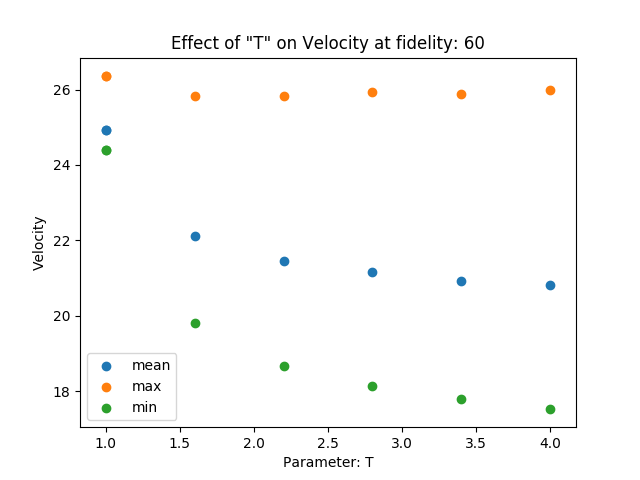 Effect of "T" on Velocity at fidelity: 60
Velocity
26
24
22
20
18
mean
max
min
1.0 1.5 2.0 2.5 3.0 3.5 4.0
Parameter: T